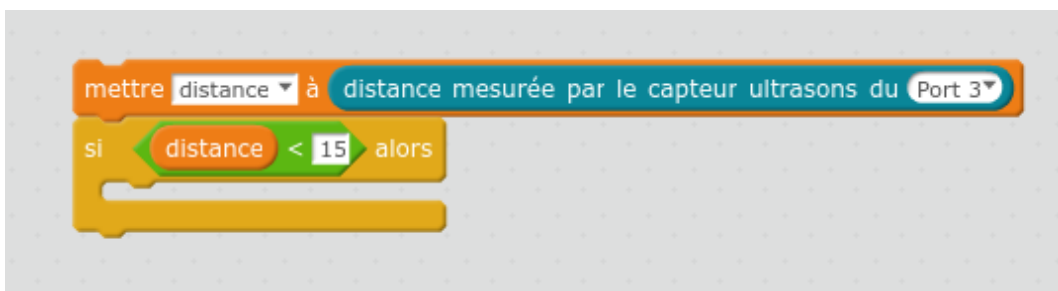 mettre distance à distance mesurée par le capteur ultrasons du Port 3
si distance < 15 alors